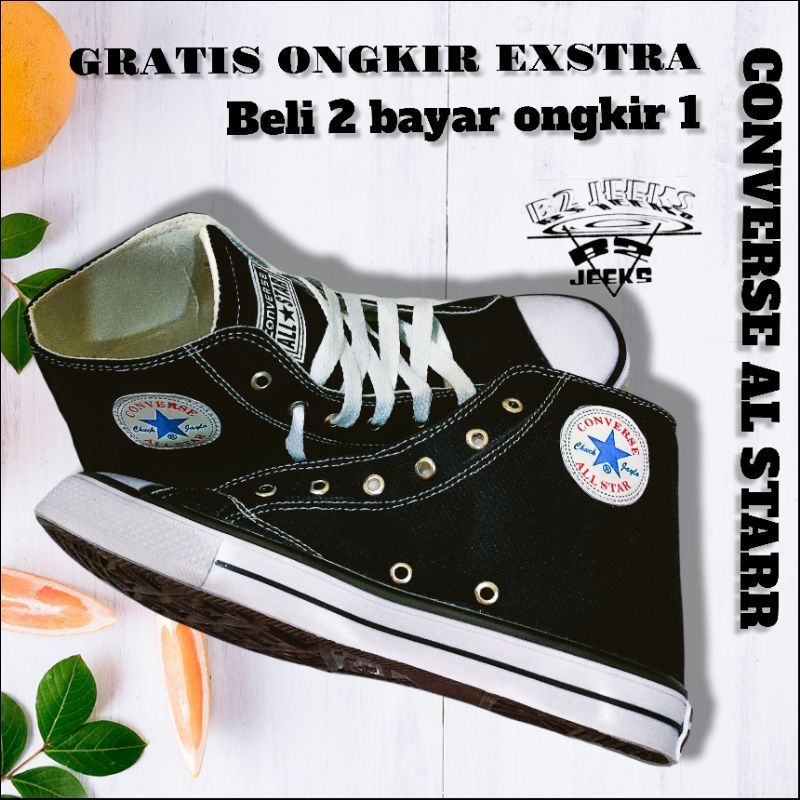 GRATIS ONGKIR EXSTRA
Beli 2 bayar ongkir 1
CONVERSE AL STARR
B2 JEEKS
B2
JEEKS
CONVERSE
ALL STAR
CONVERSE
Chuck Taylor
ALL STAR
CONVERSE
Chuck Taylor
ALL STAR